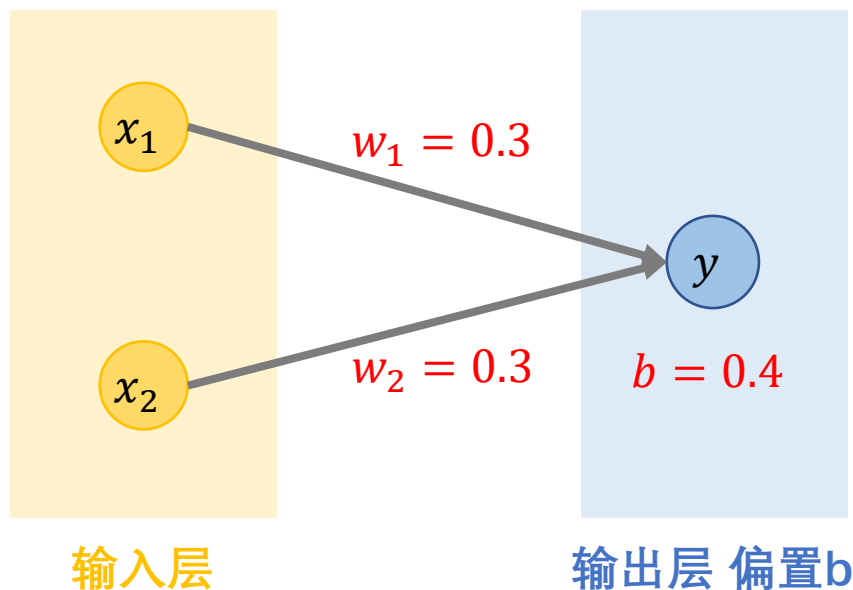 x₁
w₁ = 0.3
y
x₂
w₂ = 0.3
b = 0.4
输入层
输出层 偏置b